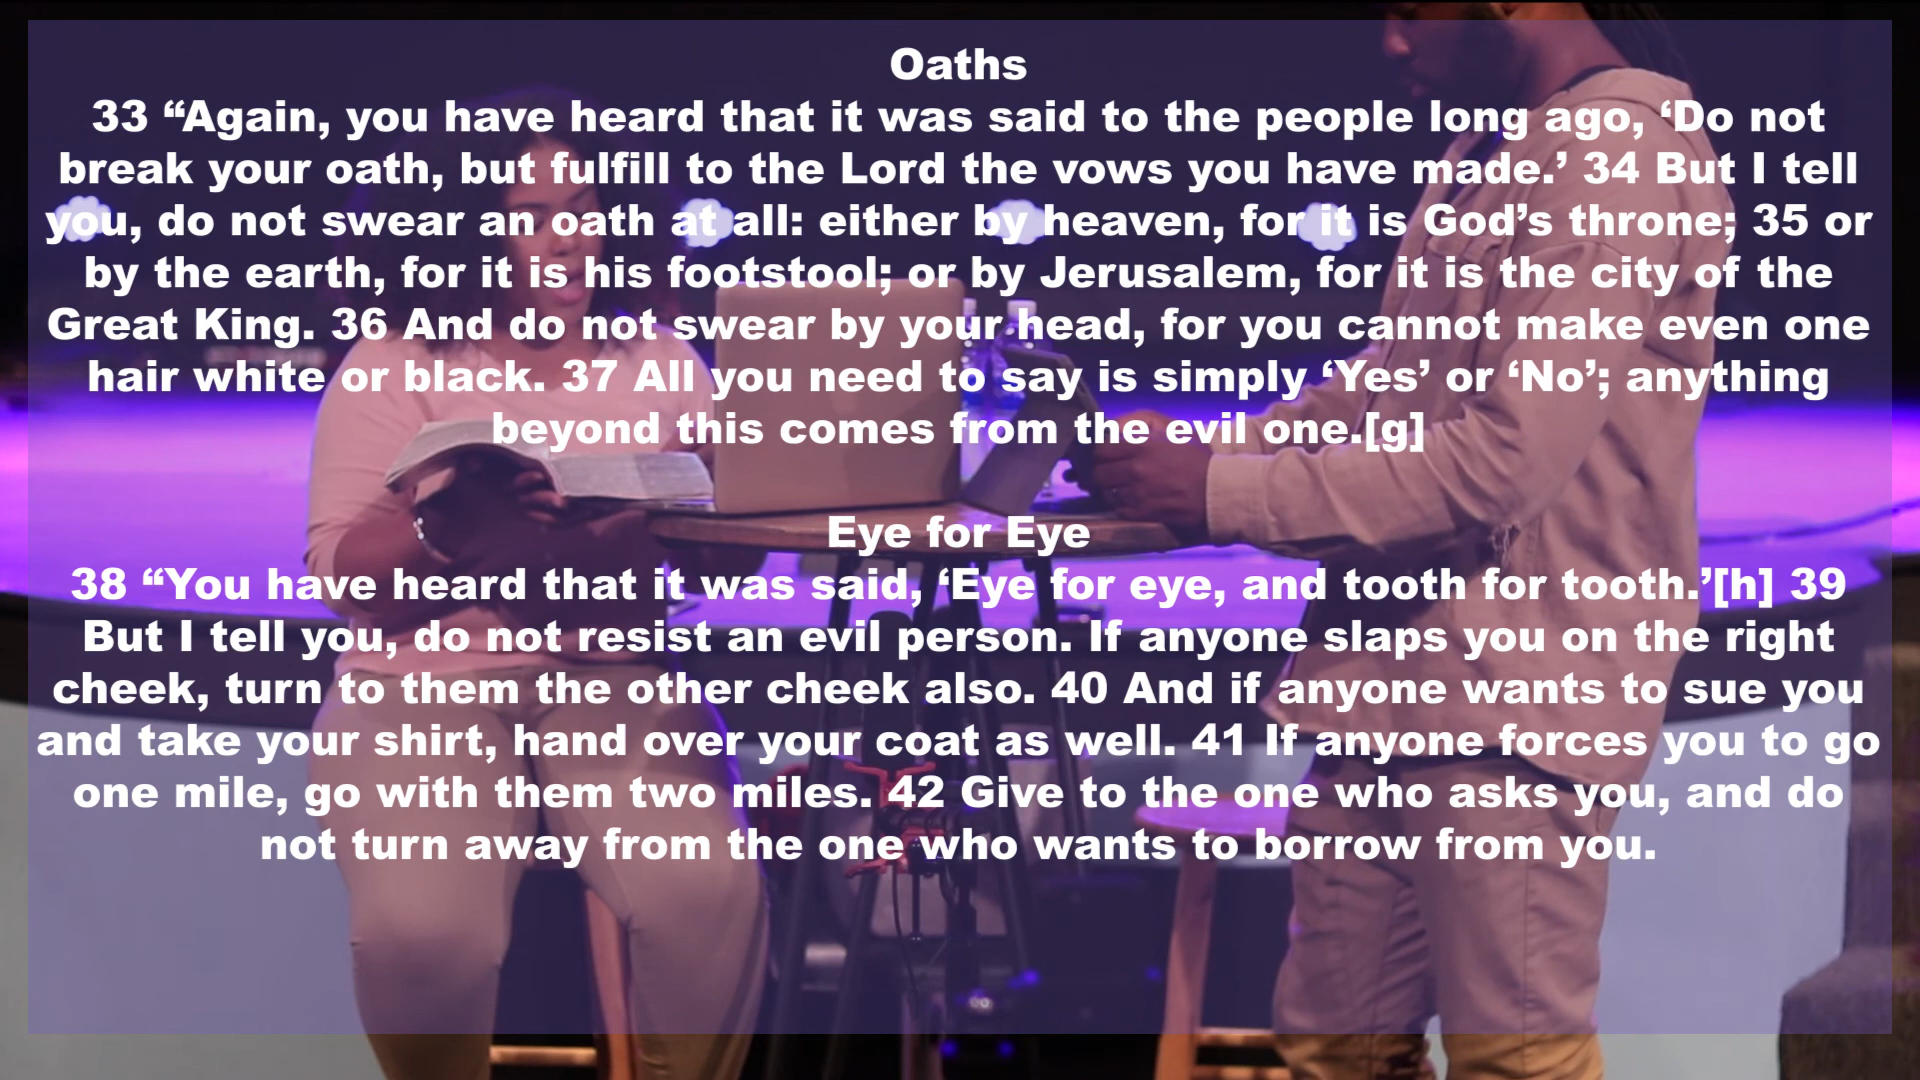 Oaths
33 “Again, you have heard that it was said to the people long ago, ‘Do not
break your oath, but fulfill to the Lord the vows you have made.’ 34 But I tell
you, do not swear an oath at all: either by heaven, for it is God’s throne; 35 or
by the earth, for it is his footstool; or by Jerusalem, for it is the city of the
Great King. 36 And do not swear by your head, for you cannot make even one
hair white or black. 37 All you need to say is simply ‘Yes’ or ‘No’; anything
beyond this comes from the evil one.[g]
Eye for Eye
38 “You have heard that it was said, ‘Eye for eye, and tooth for tooth.’[h] 39
But I tell you, do not resist an evil person. If anyone slaps you on the right
cheek, turn to them the other cheek also. 40 And if anyone wants to sue you
and take your shirt, hand over your coat as well. 41 If anyone forces you to go
one mile, go with them two miles. 42 Give to the one who asks you, and do
not turn away from the one who wants to borrow from you.